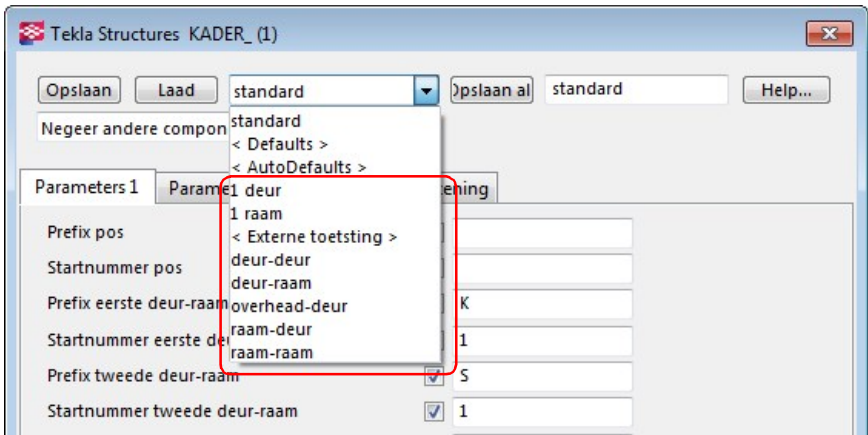 Tekla Structures KADER_ (1)
Opslaan Laad standard Opslaan al standard Help...
Negeer andere compon
standard
< Defaults >
< AutoDefaults >
1 deur
1 raam
< Externe toetsting >
deur-deur
deur-raam
overhead-deur
raam-deur
raam-raam
Parameters 1 Parame ening
Prefix pos
Startnummer pos
Prefix eerste deur-raam K
Startnummer eerste de 1
Prefix tweede deur-raam S
Startnummer tweede deur-raam 1